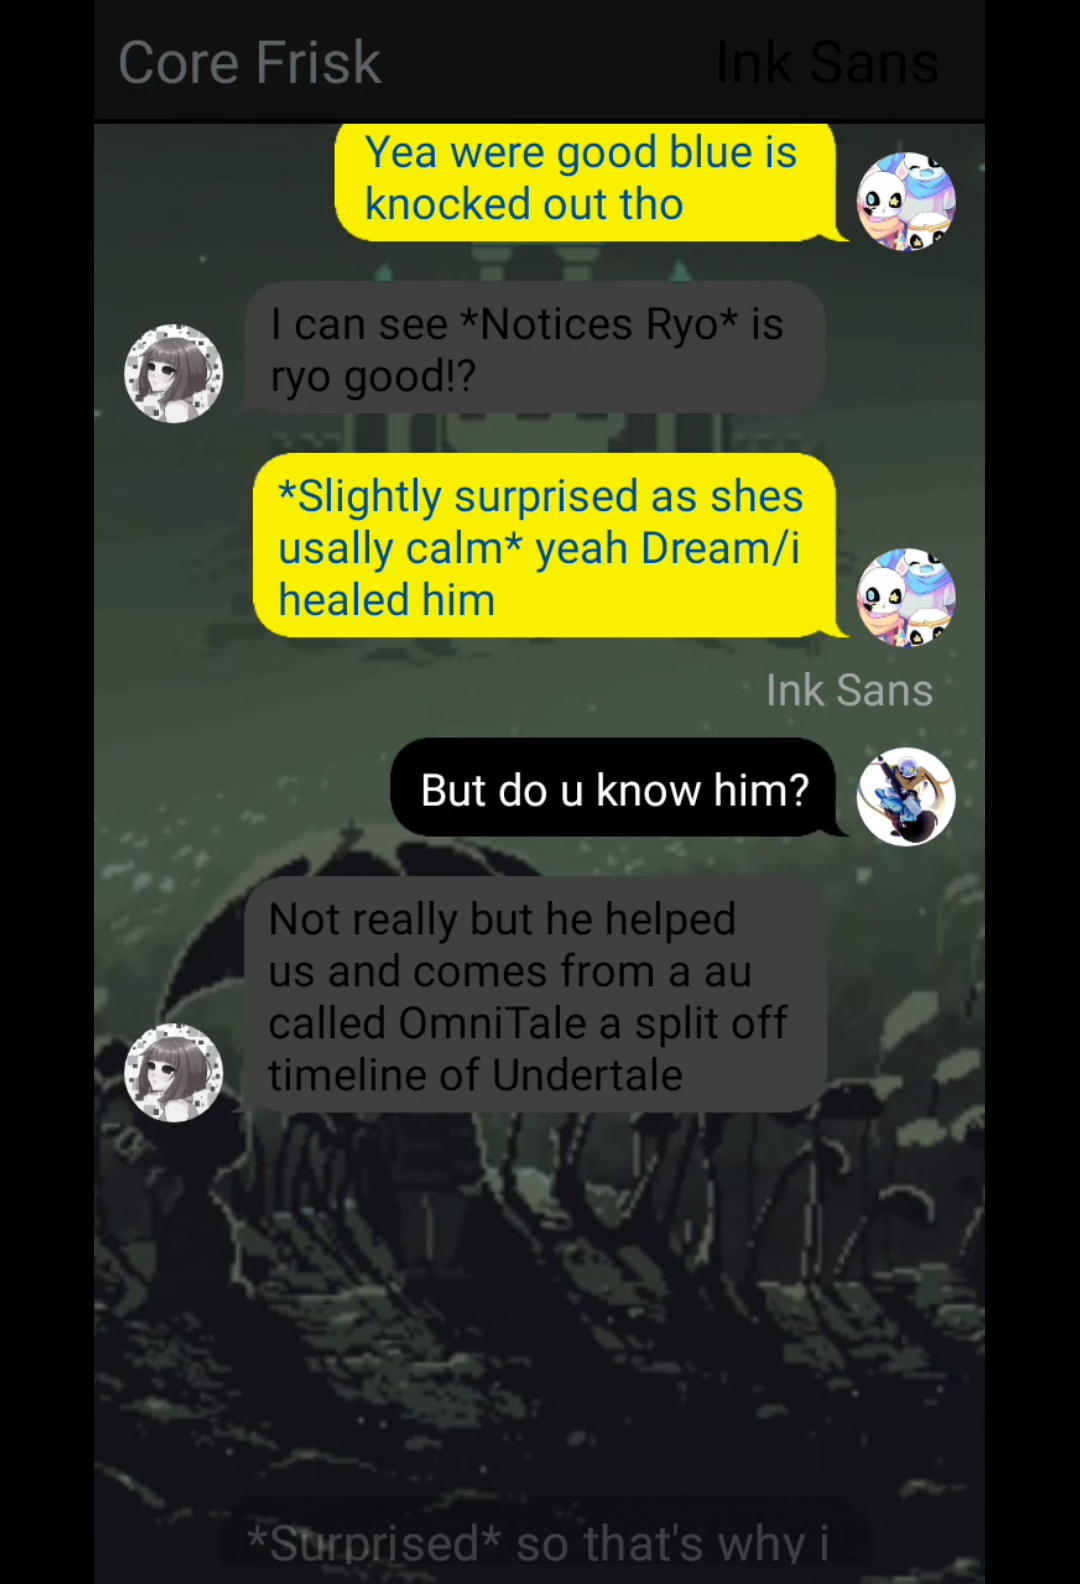 Core Frisk
Ink Sans
Yea were good blue is
knocked out tho
I can see *Notices Ryo* is
ryo good!?
*Slightly surprised as shes
usally calm* yeah Dream/i
healed him
Ink Sans
But do u know him?
Not really but he helped
us and comes from a au
called OmniTale a split off
timeline of Undertale
*Surprised* so that's why i